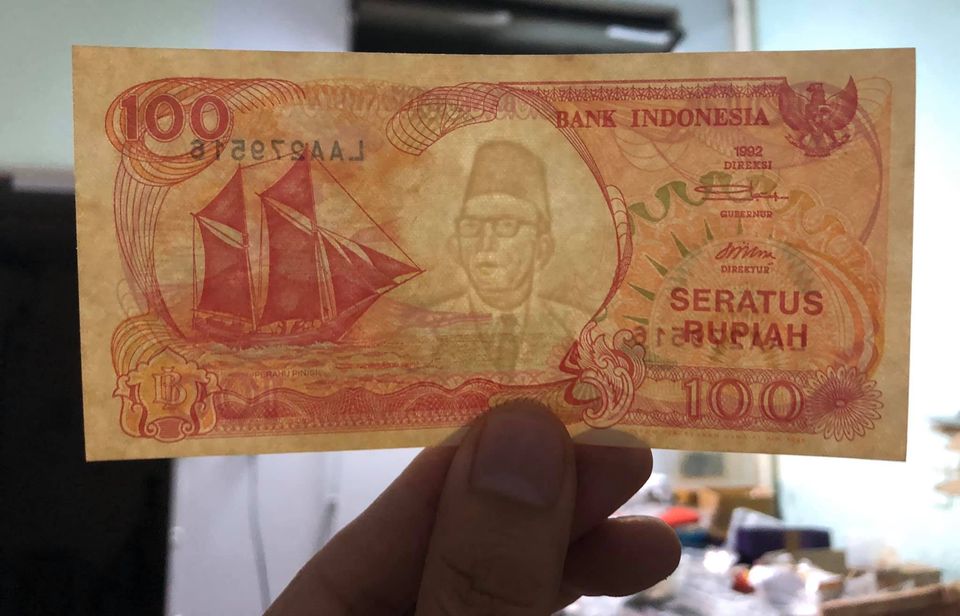 100
BANK INDONESIA
LAA279516
1992
DIREKSI
GUBERNUR
DIREKTUR
SERATUS
RUPIAH
PERAHU PINISI
100